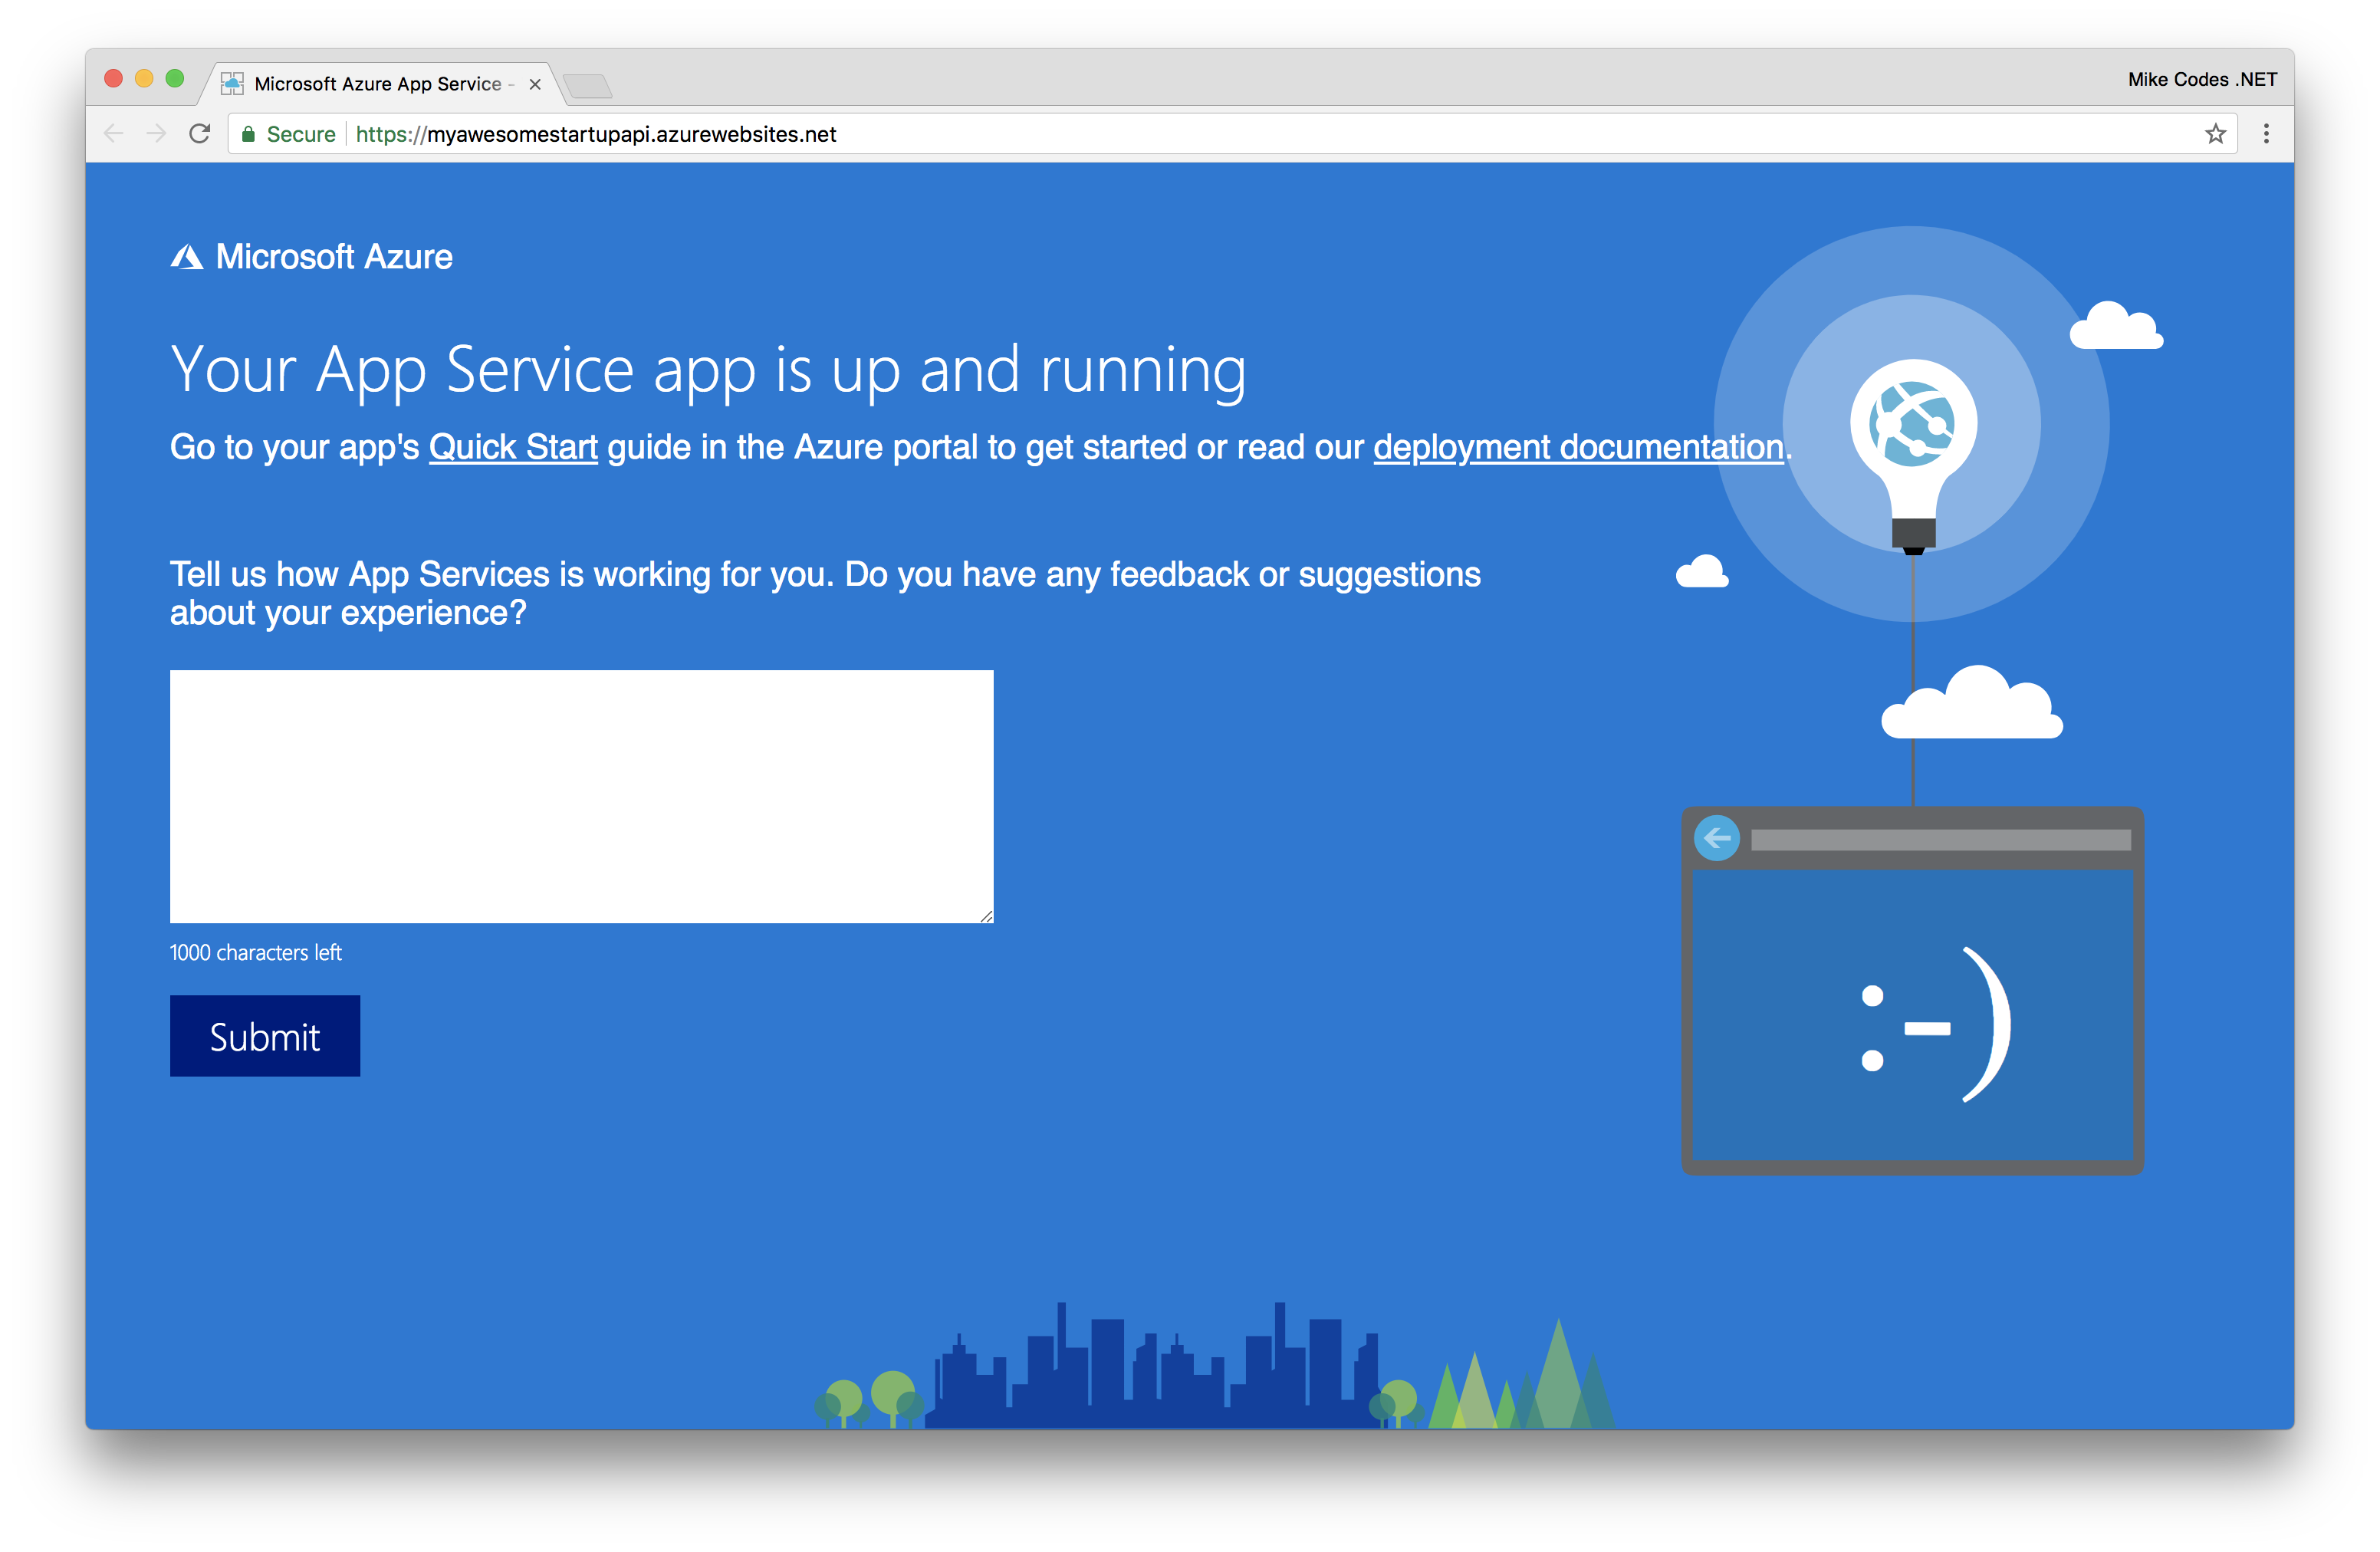 Microsoft Azure App Service -
Mike Codes .NET
Secure
https://myawesomestartupapi.azurewebsites.net
Microsoft Azure
Your App Service app is up and running
Go to your app's Quick Start guide in the Azure portal to get started or read our deployment documentation.
Tell us how App Services is working for you. Do you have any feedback or suggestions
about your experience?
1000 characters left
Submit
:-)